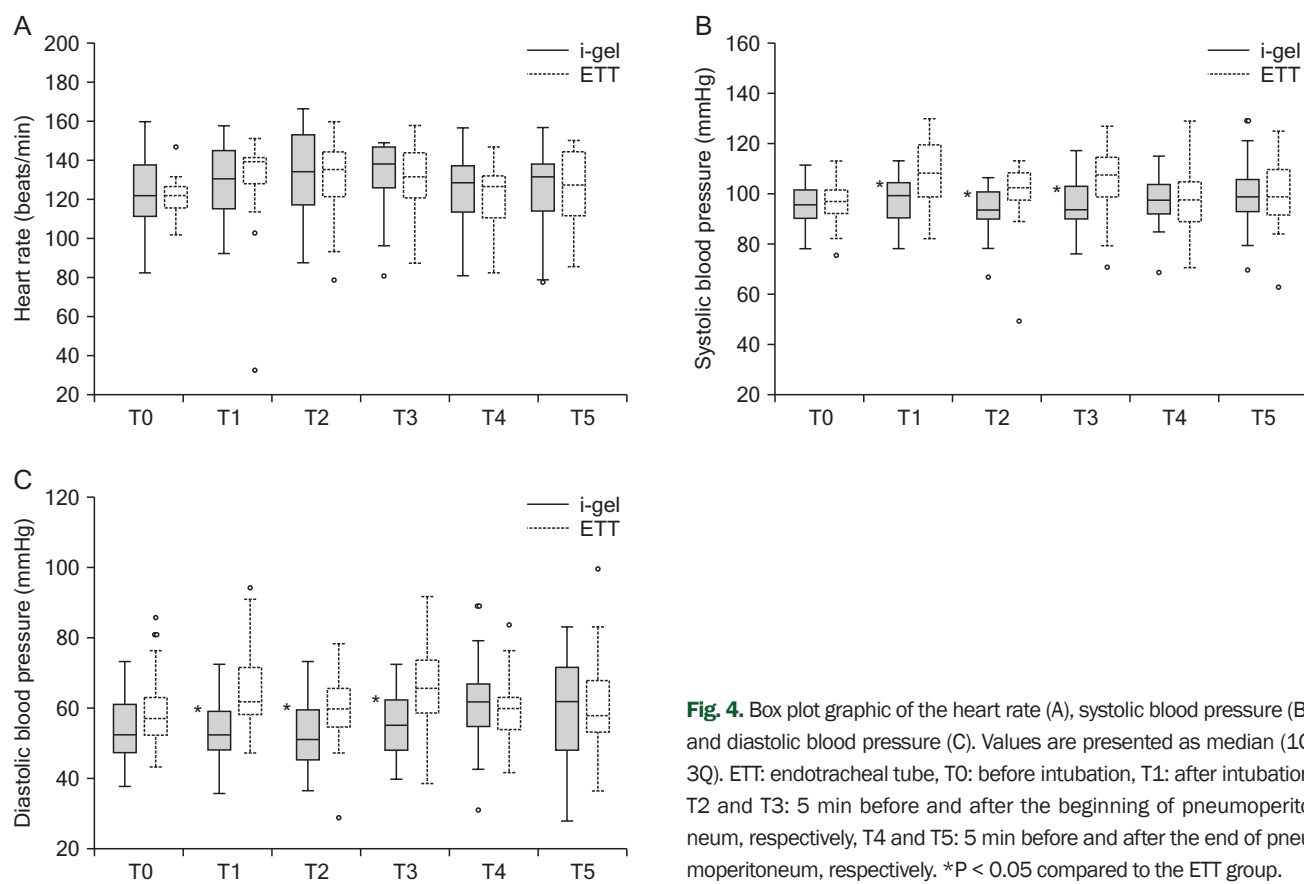 A
Heart rate (beats/min)
200
180
160
140
120
100
80
60
40
20
i-gel
ETT
T0 T1 T2 T3 T4 T5
B
Systolic blood pressure (mmHg)
160
140
120
100
80
60
40
20
i-gel
ETT
*
*
*
T0 T1 T2 T3 T4 T5
C
Diastolic blood pressure (mmHg)
120
100
80
60
40
20
i-gel
ETT
*
*
*
T0 T1 T2 T3 T4 T5
Fig. 4. Box plot graphic of the heart rate (A), systolic blood pressure (B
and diastolic blood pressure (C). Values are presented as median (1Q
3Q). ETT: endotracheal tube, T0: before intubation, T1: after intubation
T2 and T3: 5 min before and after the beginning of pneumoperito
neum, respectively, T4 and T5: 5 min before and after the end of pneu
moperitoneum, respectively. *P < 0.05 compared to the ETT group.